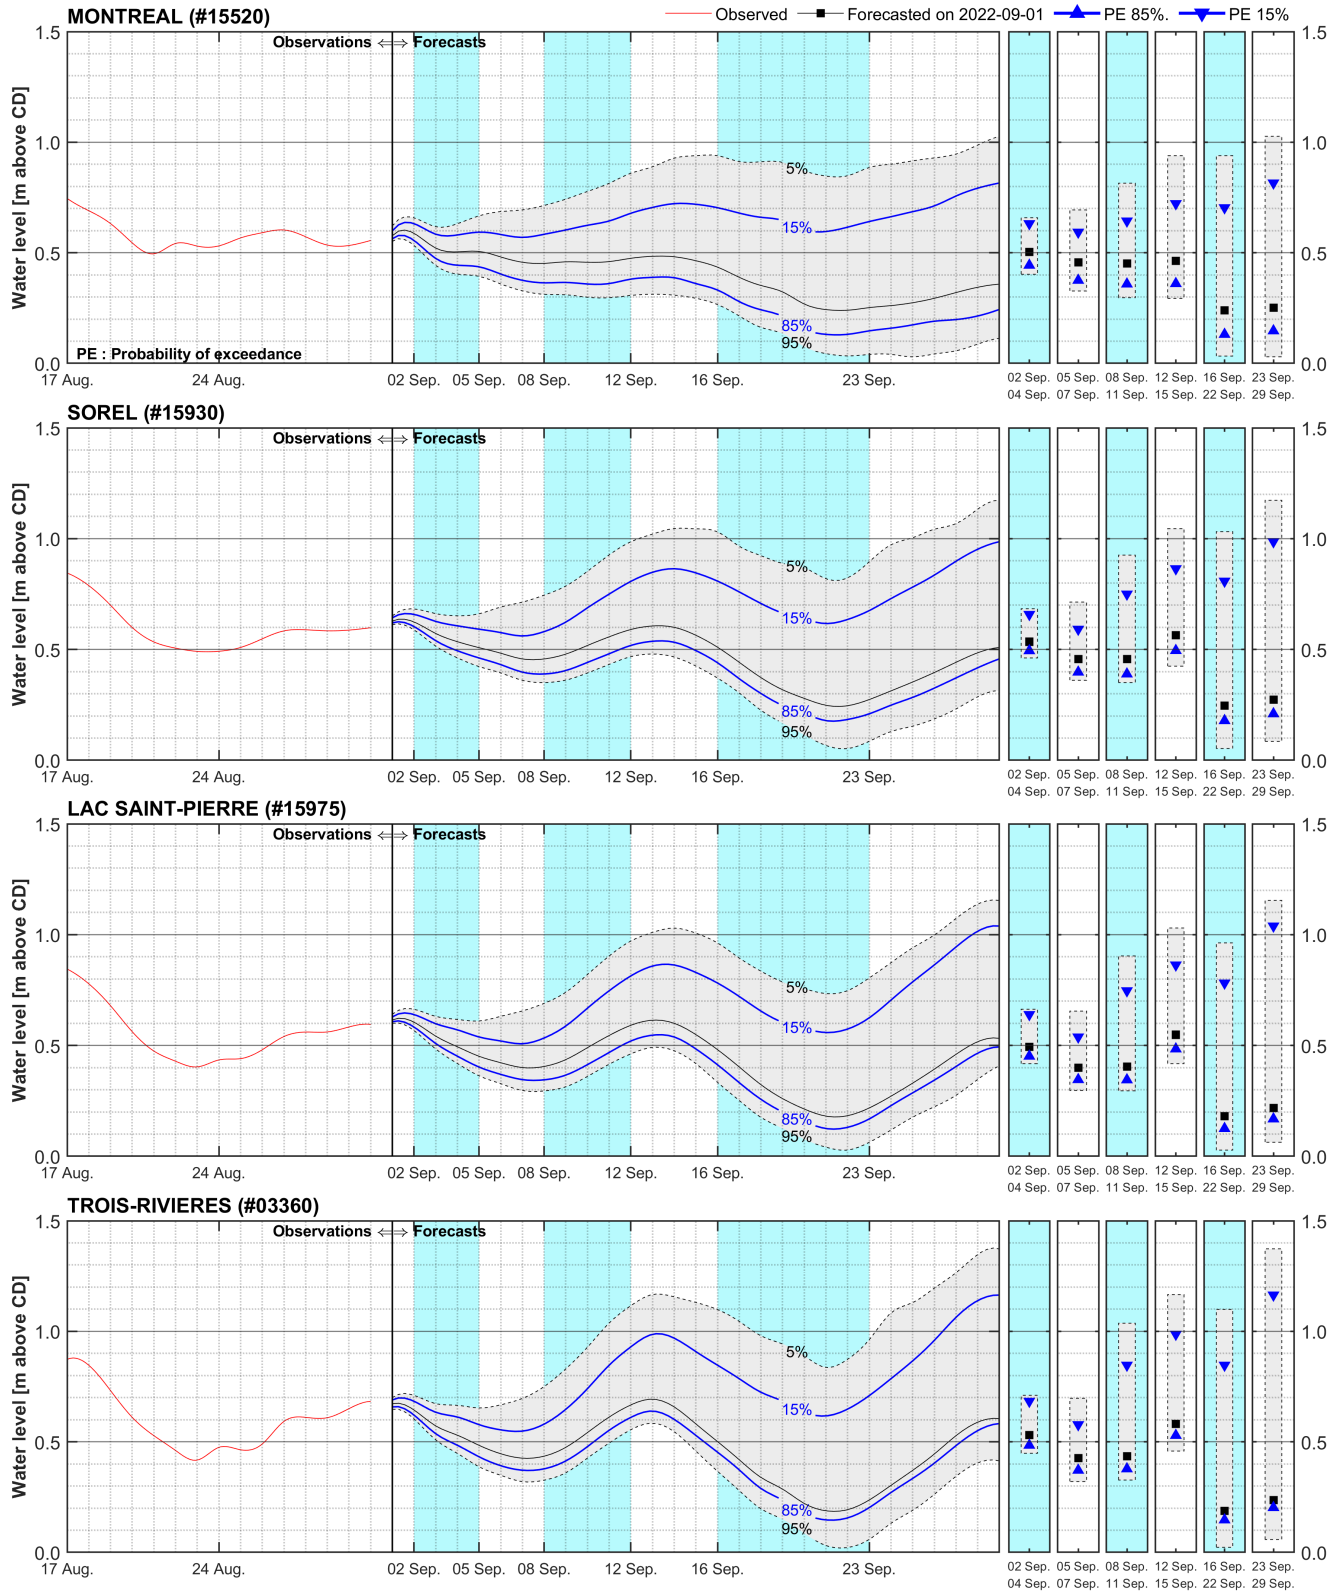 MONTREAL (#15520)
Observed Forecasted on 2022-09-01 PE 85%. PE 15%
Observations ⟺ Forecasts
Water level [m above CD]
1.5 1.5
1.0 1.0
0.5 0.5
0.0 0.0
5%
15%
85%
95%
PE : Probability of exceedance
17 Aug. 24 Aug. 02 Sep. 05 Sep. 08 Sep. 12 Sep. 16 Sep. 23 Sep.
02 Sep. 05 Sep. 08 Sep. 12 Sep. 16 Sep. 23 Sep.
04 Sep. 07 Sep. 11 Sep. 15 Sep. 22 Sep. 29 Sep.
SOREL (#15930)
Observations ⟺ Forecasts
Water level [m above CD]
1.5 1.5
1.0 1.0
0.5 0.5
0.0 0.0
5%
15%
85%
95%
17 Aug. 24 Aug. 02 Sep. 05 Sep. 08 Sep. 12 Sep. 16 Sep. 23 Sep.
02 Sep. 05 Sep. 08 Sep. 12 Sep. 16 Sep. 23 Sep.
04 Sep. 07 Sep. 11 Sep. 15 Sep. 22 Sep. 29 Sep.
LAC SAINT-PIERRE (#15975)
Observations ⟺ Forecasts
Water level [m above CD]
1.5 1.5
1.0 1.0
0.5 0.5
0.0 0.0
5%
15%
85%
95%
17 Aug. 24 Aug. 02 Sep. 05 Sep. 08 Sep. 12 Sep. 16 Sep. 23 Sep.
02 Sep. 05 Sep. 08 Sep. 12 Sep. 16 Sep. 23 Sep.
04 Sep. 07 Sep. 11 Sep. 15 Sep. 22 Sep. 29 Sep.
TROIS-RIVIERES (#03360)
Observations ⟺ Forecasts
Water level [m above CD]
1.5 1.5
1.0 1.0
0.5 0.5
0.0 0.0
5%
15%
85%
95%
17 Aug. 24 Aug. 02 Sep. 05 Sep. 08 Sep. 12 Sep. 16 Sep. 23 Sep.
02 Sep. 05 Sep. 08 Sep. 12 Sep. 16 Sep. 23 Sep.
04 Sep. 07 Sep. 11 Sep. 15 Sep. 22 Sep. 29 Sep.